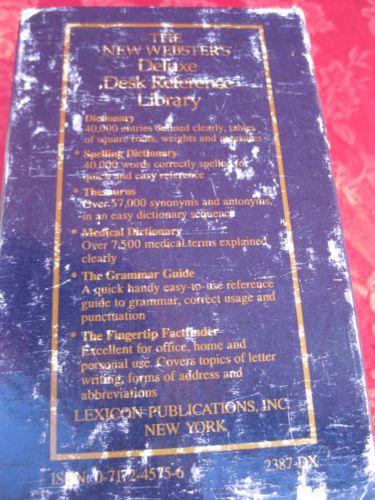 THE
NEW WEBSTER'S
Deluxe
Desk Reference
Library
• Dictionary
40,000 entries defined clearly, tables
of square roots, weights and measures
• Spelling Dictionary
40,000 words correctly spelled for
quick and easy reference
• Thesaurus
Over 57,000 synonyms and antonyms,
in an easy dictionary sequence
• Medical Dictionary
Over 7,500 medical terms explained
clearly
• The Grammar Guide
A quick handy easy-to-use reference
guide to grammar, correct usage and
punctuation
• The Fingertip Factfinder
Excellent for office, home and
personal use. Covers topics of letter
writing, forms of address and
abbreviations
LEXICON PUBLICATIONS, INC.
NEW YORK
ISBN: 0-7172-4575-6
2387-DX